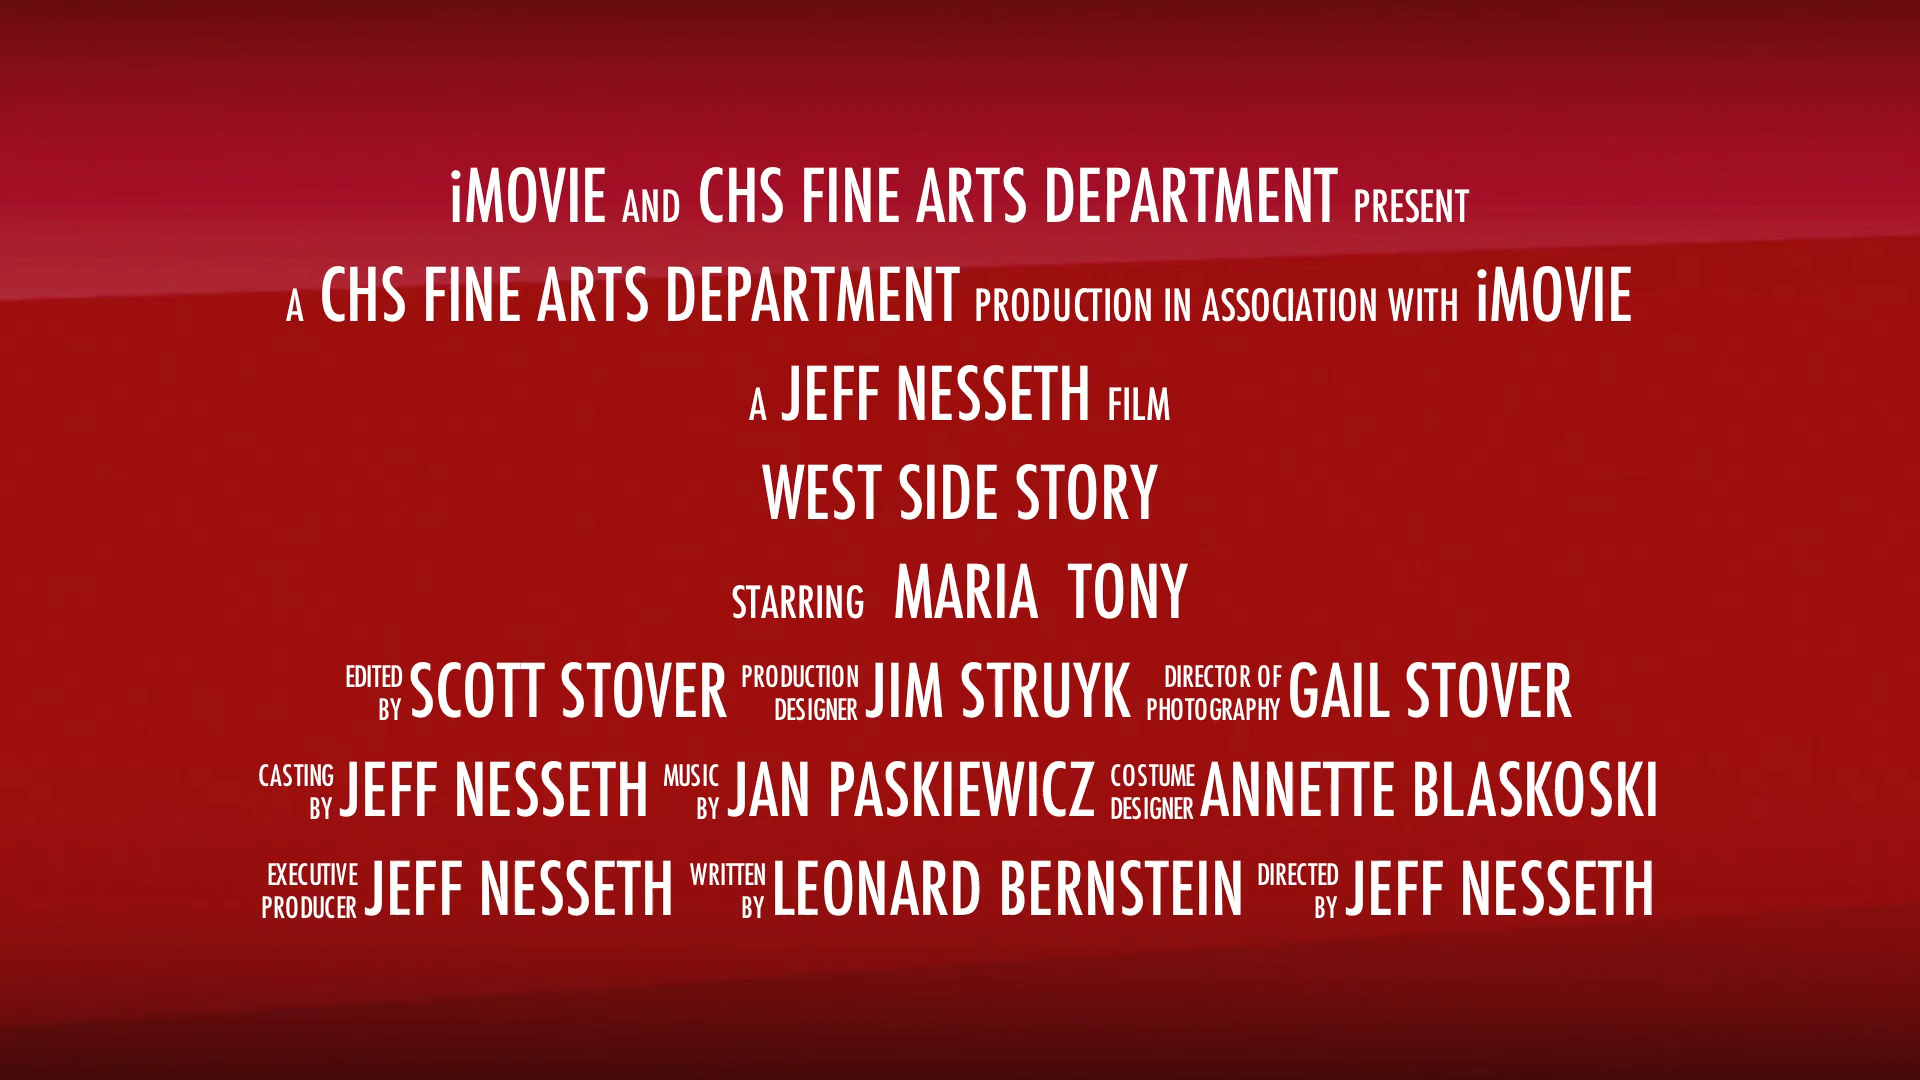 iMOVIE AND CHS FINE ARTS DEPARTMENT PRESENT
A CHS FINE ARTS DEPARTMENT PRODUCTION IN ASSOCIATION WITH iMOVIE
A JEFF NESSETH FILM
WEST SIDE STORY
STARRING MARIA TONY
EDITED BY SCOTT STOVER PRODUCTION DESIGNER JIM STRUYK DIRECTOR OF PHOTOGRAPHY GAIL STOVER
CASTING BY JEFF NESSETH MUSIC BY JAN PASKIEWICZ COSTUME DESIGNER ANNETTE BLASKOSKI
EXECUTIVE PRODUCER JEFF NESSETH WRITTEN BY LEONARD BERNSTEIN DIRECTED BY JEFF NESSETH